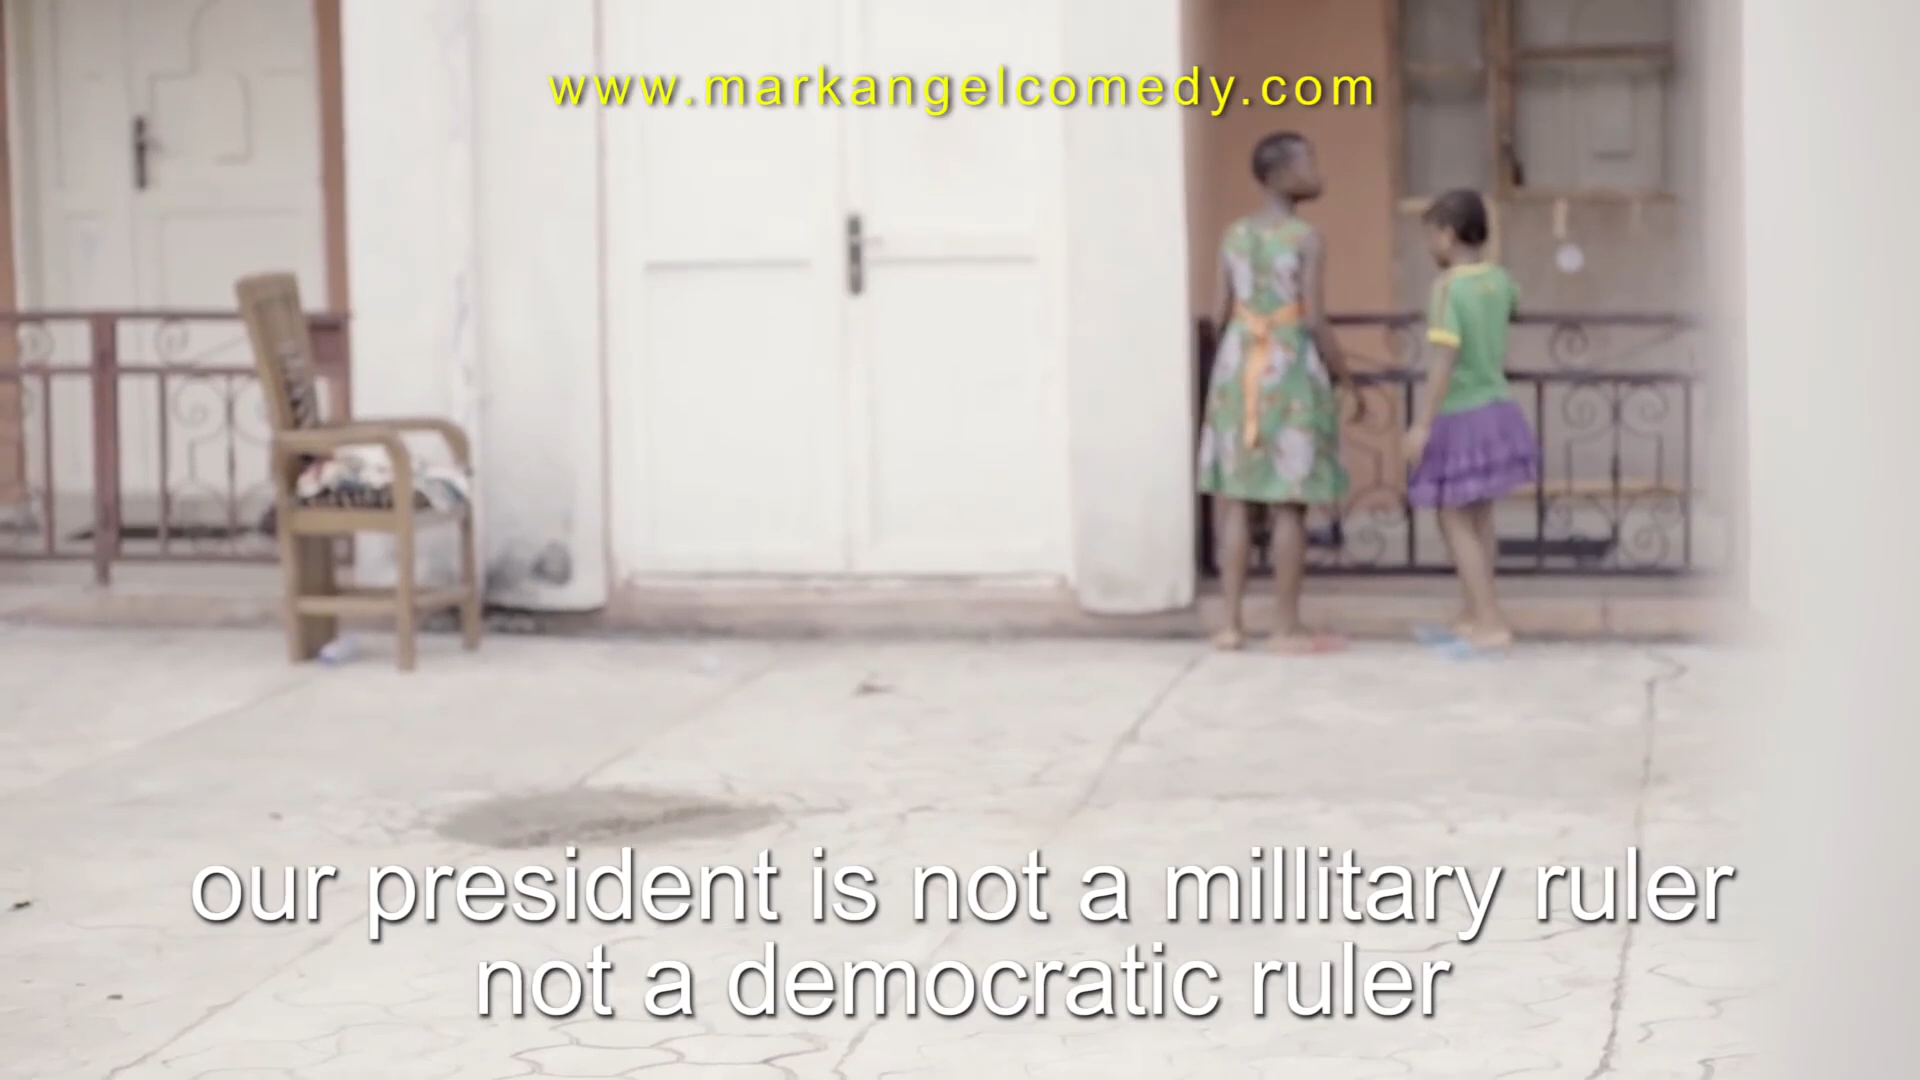 www.markangelcomedy.com
our president is not a millitary ruler
not a democratic ruler